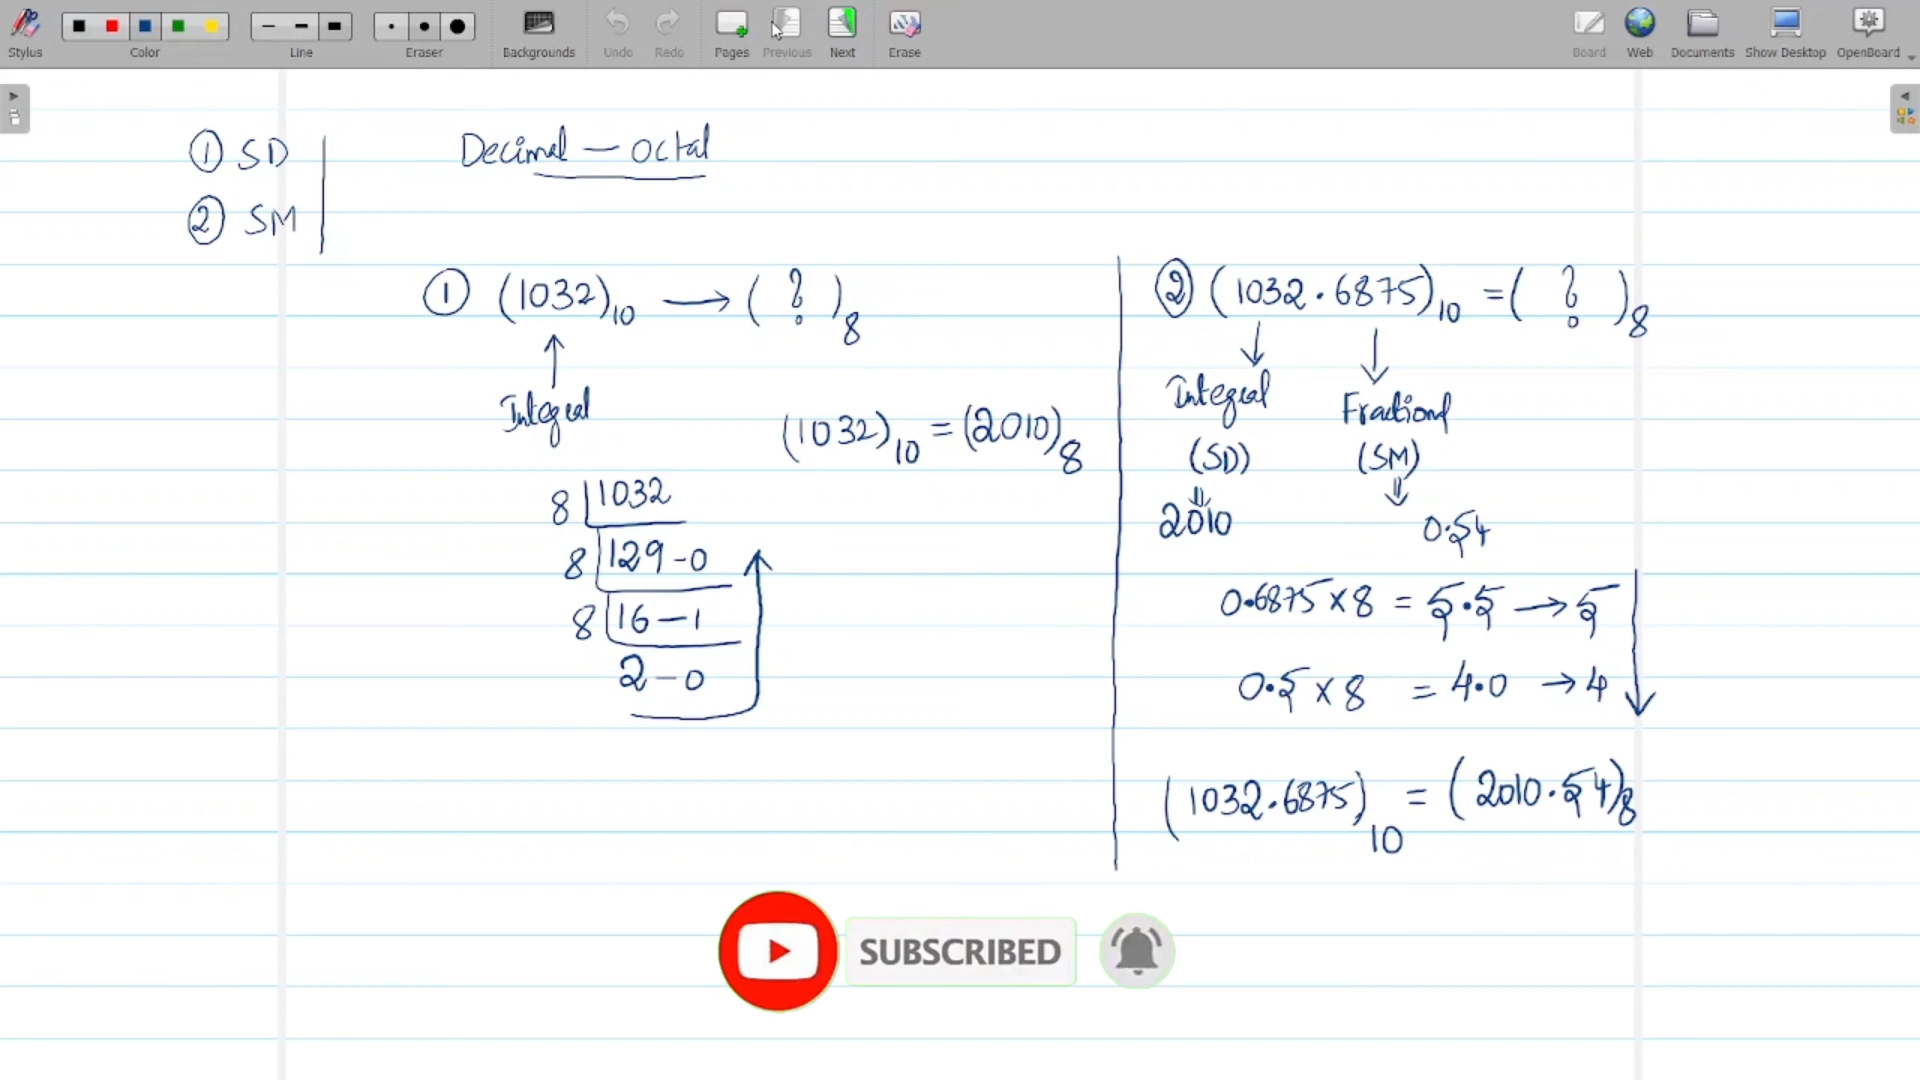 Stylus Color Line Eraser Backgrounds Undo Redo Pages Previous Next Erase Board Web Documents Show Desktop OpenBoard
① SD
② SM
Decimal — Octal
① (1032)₁₀ → ( ? )₈
Integral
(1032)₁₀ = (2010)₈
8 | 1032
8 | 129 - 0
8 | 16 - 1
2 - 0
② (1032.6875)₁₀ = ( ? )₈
Integral Fractional
(SD) (SM)
2010 0.54
0.6875 × 8 = 5.5 → 5
0.5 × 8 = 4.0 → 4
(1032.6875)₁₀ = (2010.54)₈
SUBSCRIBED